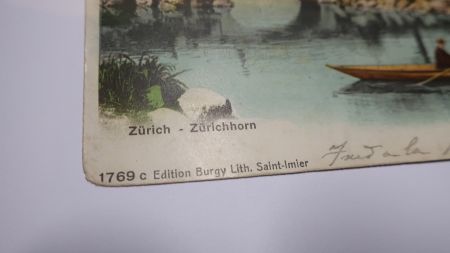 Zürich - Zürichhorn
1769 c Edition Burgy Lith. Saint-Imier